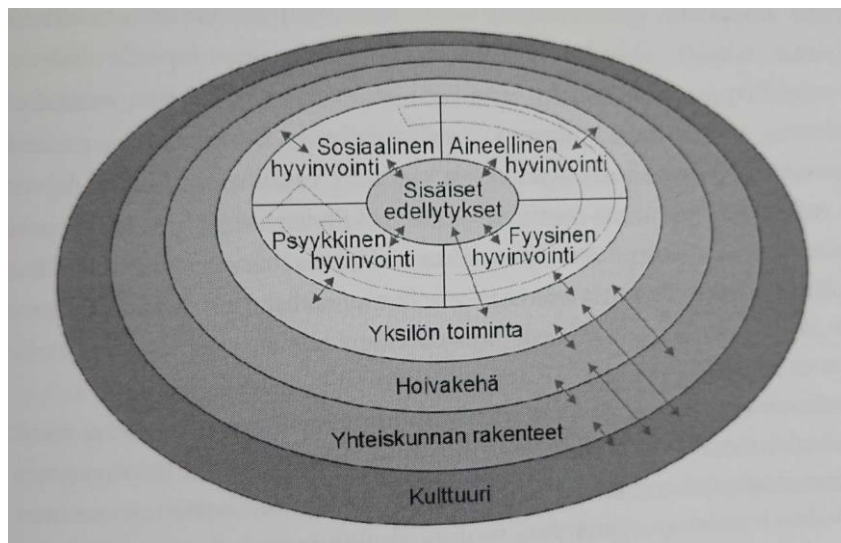 Sosiaalinen
hyvinvointi
Aineellinen
hyvinvointi
Sisäiset
edellytykset
Psyykkinen
hyvinvointi
Fyysinen
hyvinvointi
Yksilön toiminta
Hoivakehä
Yhteiskunnan rakenteet
Kulttuuri